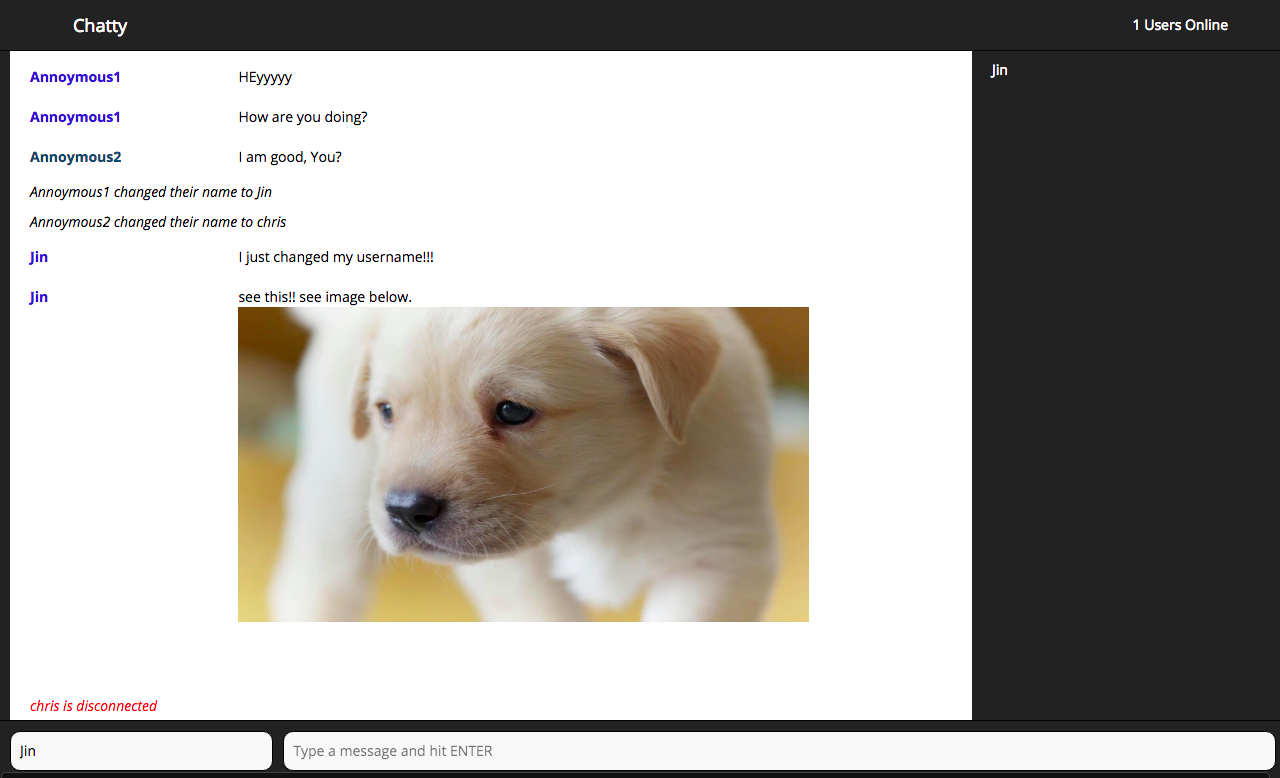 Chatty
1 Users Online
Annoymous1 HEyyyyy
Jin
Annoymous1 How are you doing?
Annoymous2 I am good, You?
Annoymous1 changed their name to Jin
Annoymous2 changed their name to chris
Jin I just changed my username!!!
Jin see this!! see image below.
chris is disconnected
Jin
Type a message and hit ENTER